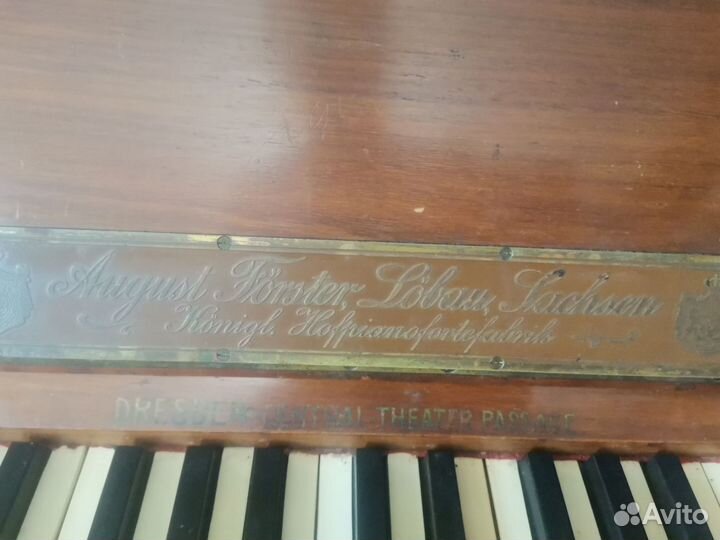 August Förster, Löbau, Sachsen
Königl. Hofpianofortefabrik
DRESDEN CENTRAL THEATER PASSAGE
Avito